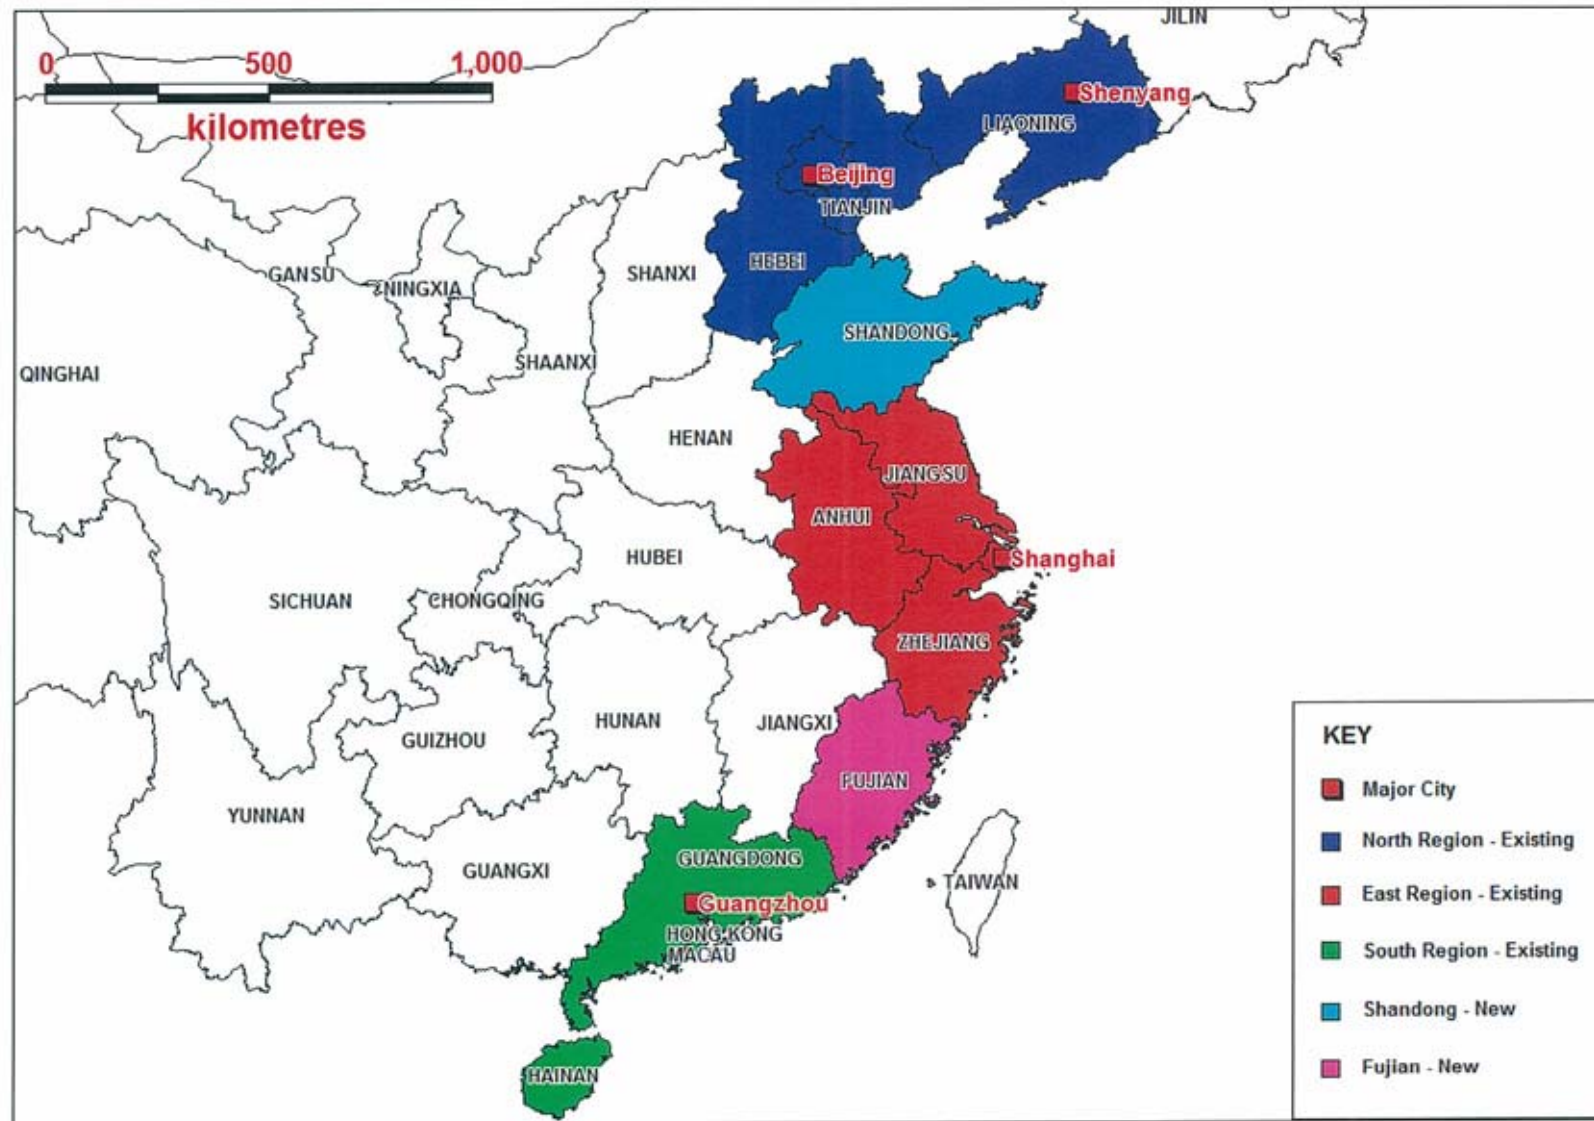 JILIN
0 500 1,000
kilometres
Shenyang
LIAONING
Beijing
TIANJIN
HEBEI
SHANXI
GANSU
NINGXIA
SHANDONG
SHAANXI
QINGHAI
HENAN
JIANGSU
ANHUI
HUBEI
Shanghai
SICHUAN
CHONGQING
ZHEJIANG
HUNAN
JIANGXI
GUIZHOU
FUJIAN
YUNNAN
GUANGDONG
GUANGXI
TAIWAN
Guangzhou
HONG KONG
MACAU
HAINAN
KEY
Major City
North Region - Existing
East Region - Existing
South Region - Existing
Shandong - New
Fujian - New